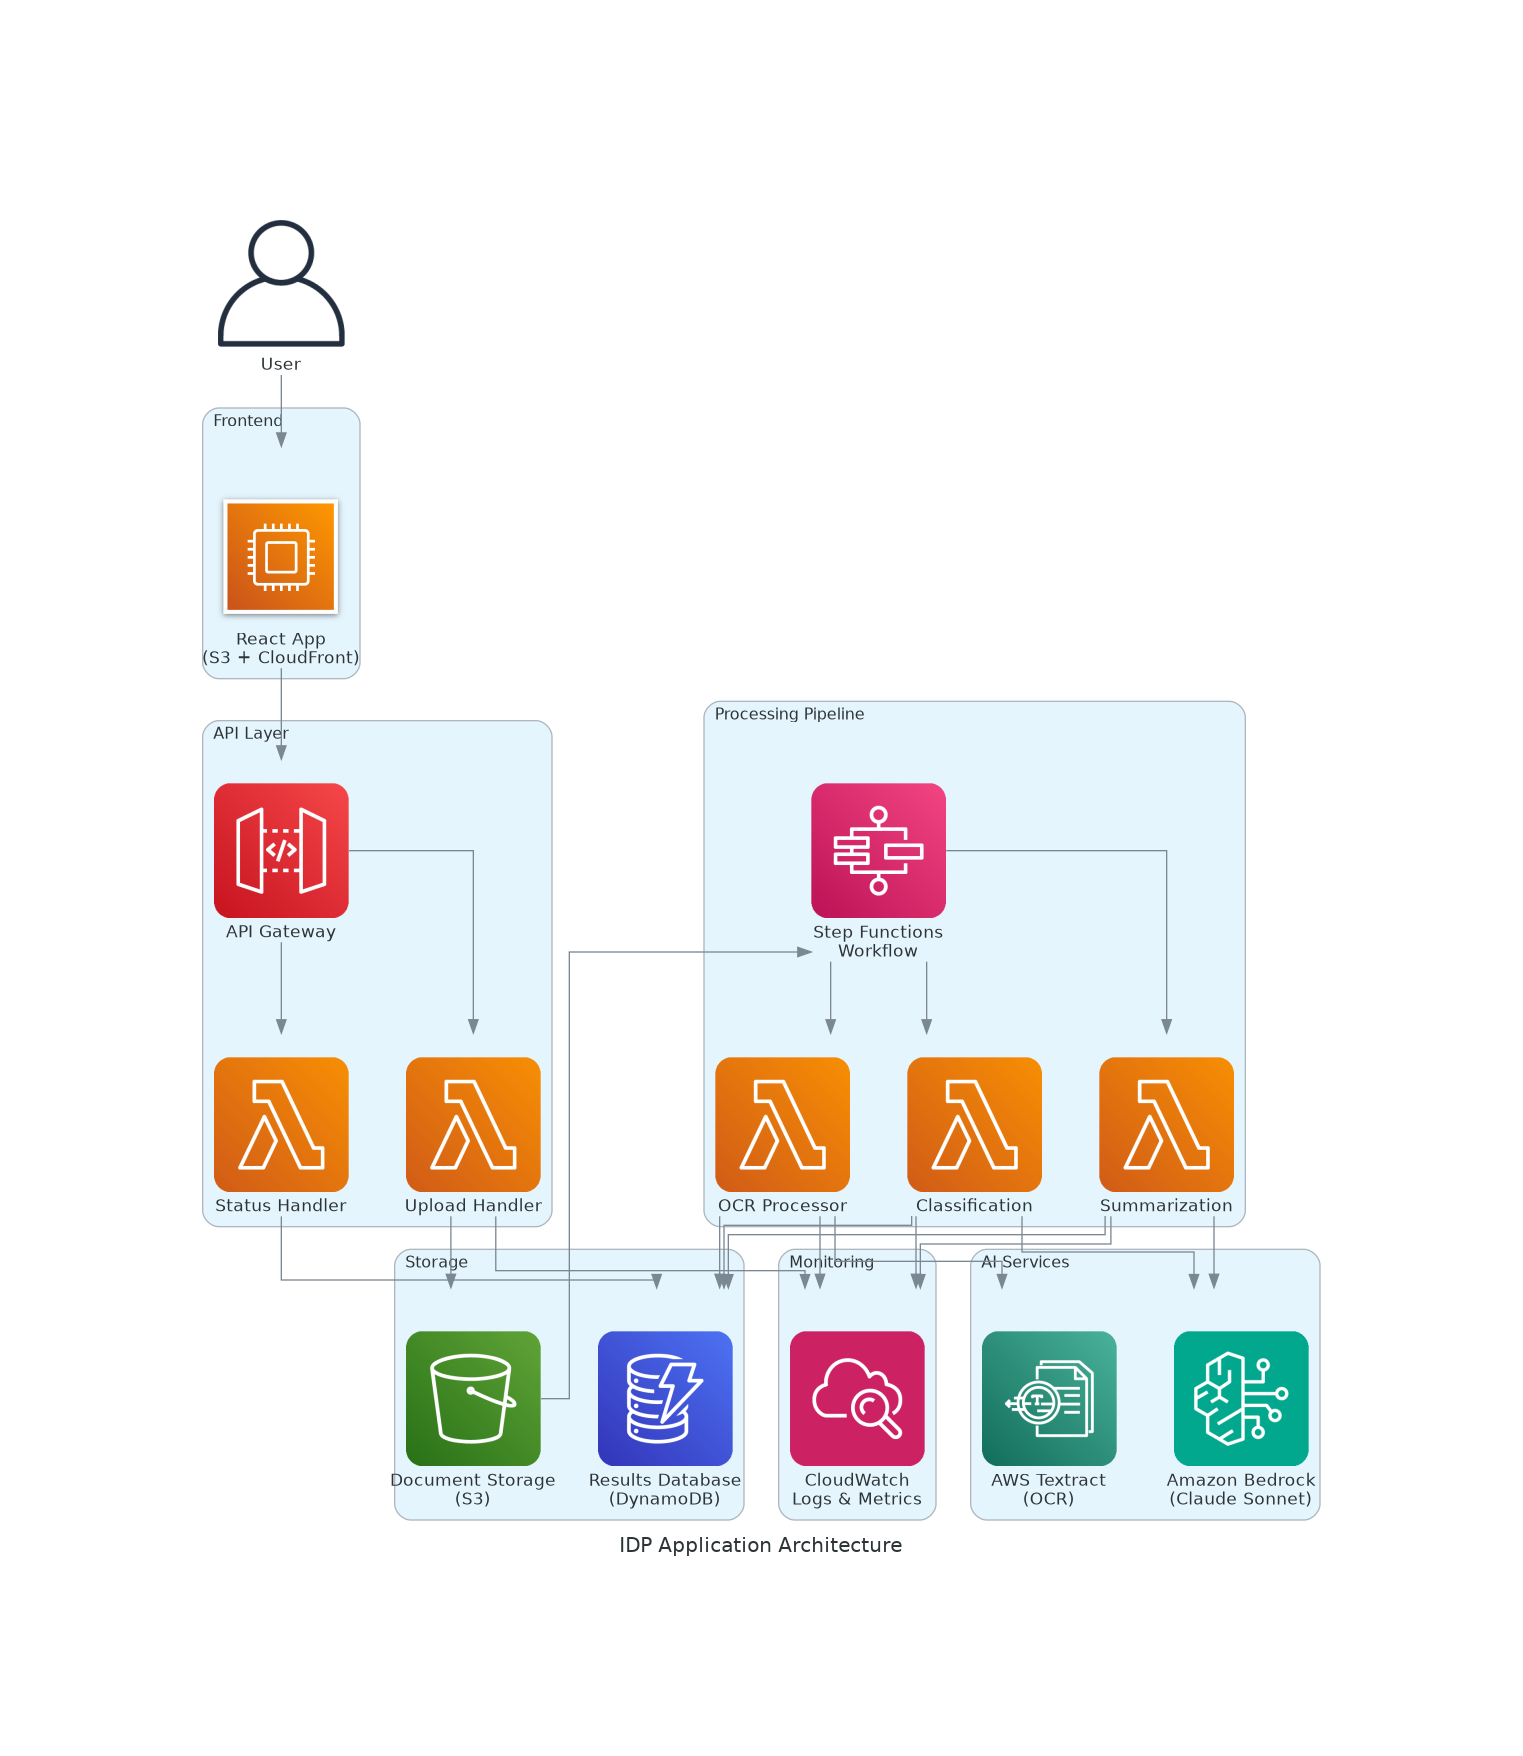 User
Frontend
React App
(S3 + CloudFront)
API Layer
API Gateway
Status Handler
Upload Handler
Processing Pipeline
Step Functions
Workflow
OCR Processor
Classification
Summarization
Storage
Document Storage
(S3)
Results Database
(DynamoDB)
Monitoring
CloudWatch
Logs & Metrics
AI Services
AWS Textract
(OCR)
Amazon Bedrock
(Claude Sonnet)
IDP Application Architecture